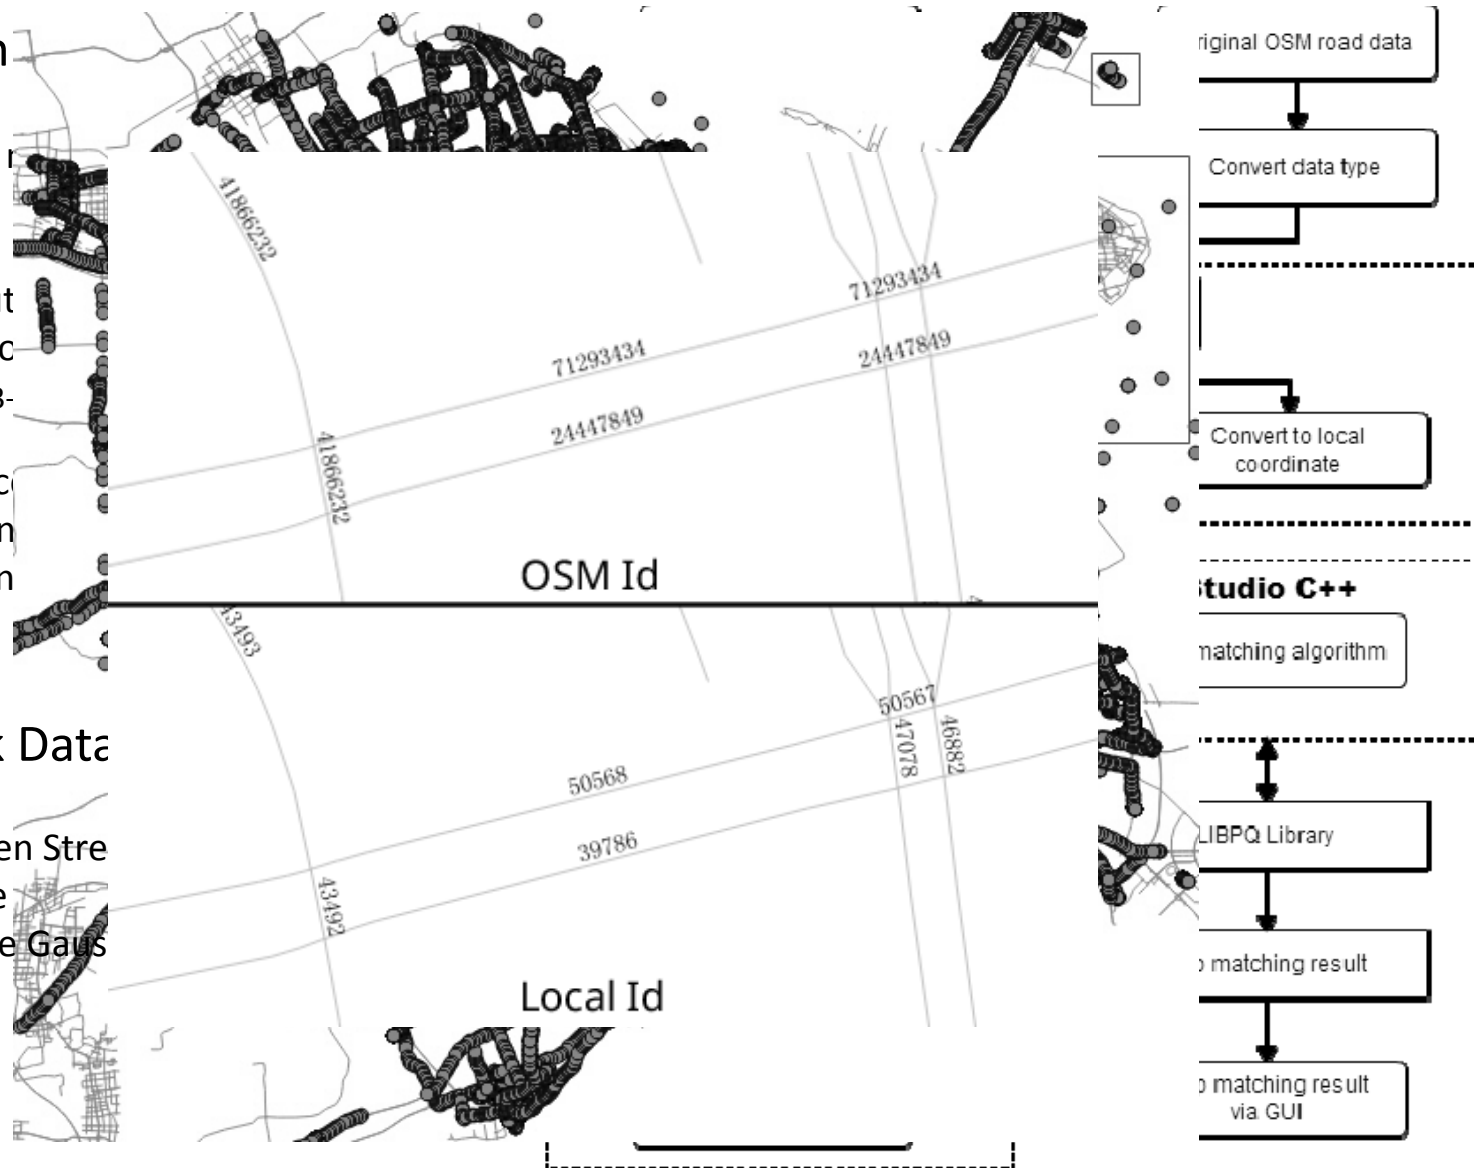 riginal OSM road data
Convert data type
41866232
71293434
71293434
24447849
24447849
41866232
Convert to local
coordinate
OSM Id
tudio C++
matching algorithm
43493
50567
47078
46882
50568
39786
x Data
LIBPQ Library
en Stre
e
e Gaus
43492
matching result
Local Id
matching result
via GUI